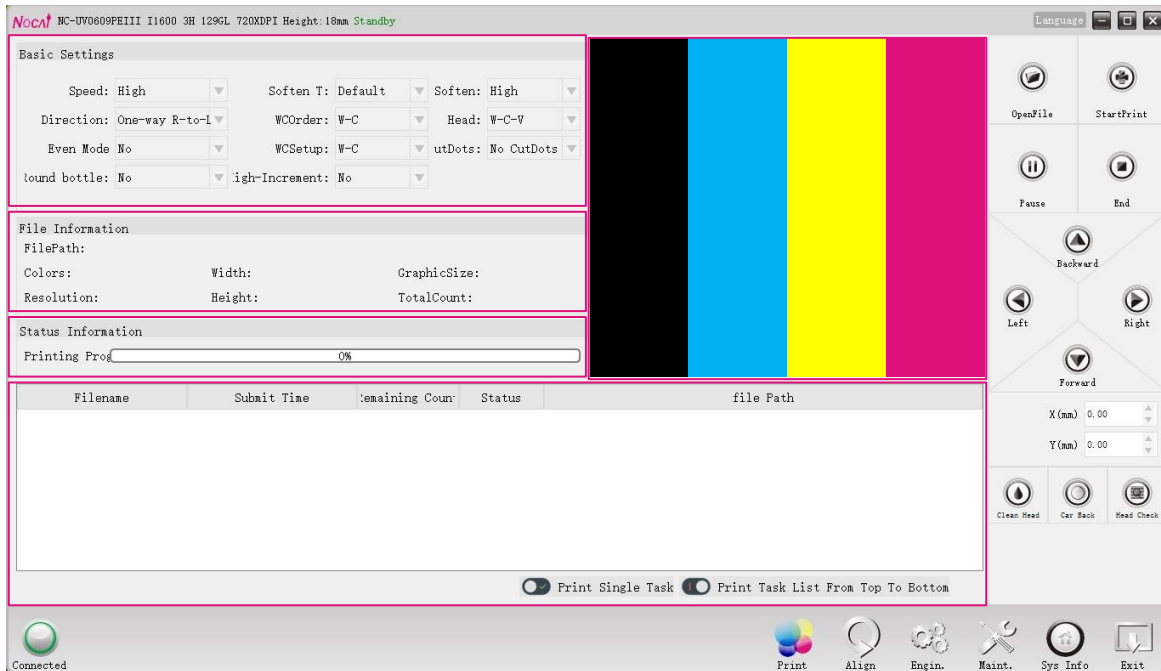 Nocai NC-UV0609PEIII I1600 3H 129GL 720XDPI Height:18mm Standby
Language
Basic Settings
Speed: High Soften T: Default Soften: High
Direction: One-way R-to-L WCOrder: W-C Head: W-C-V
Even Mode No WCSetup: W-C utDots: No CutDots
ound bottle: No igh-Increment: No
File Information
FilePath:
Colors: Width: GraphicSize:
Resolution: Height: TotalCount:
Status Information
Printing Prog 0%
Filename Submit Time emaining Coun Status file Path
Print Single Task Print Task List From Top To Bottom
OpenFile StartPrint
Pause End
Backward
Left Right
Forward
X(mm) 0.00
Y(mm) 0.00
Clean Head Car Back Head Check
Connected Print Align Engin. Maint. Sys Info Exit